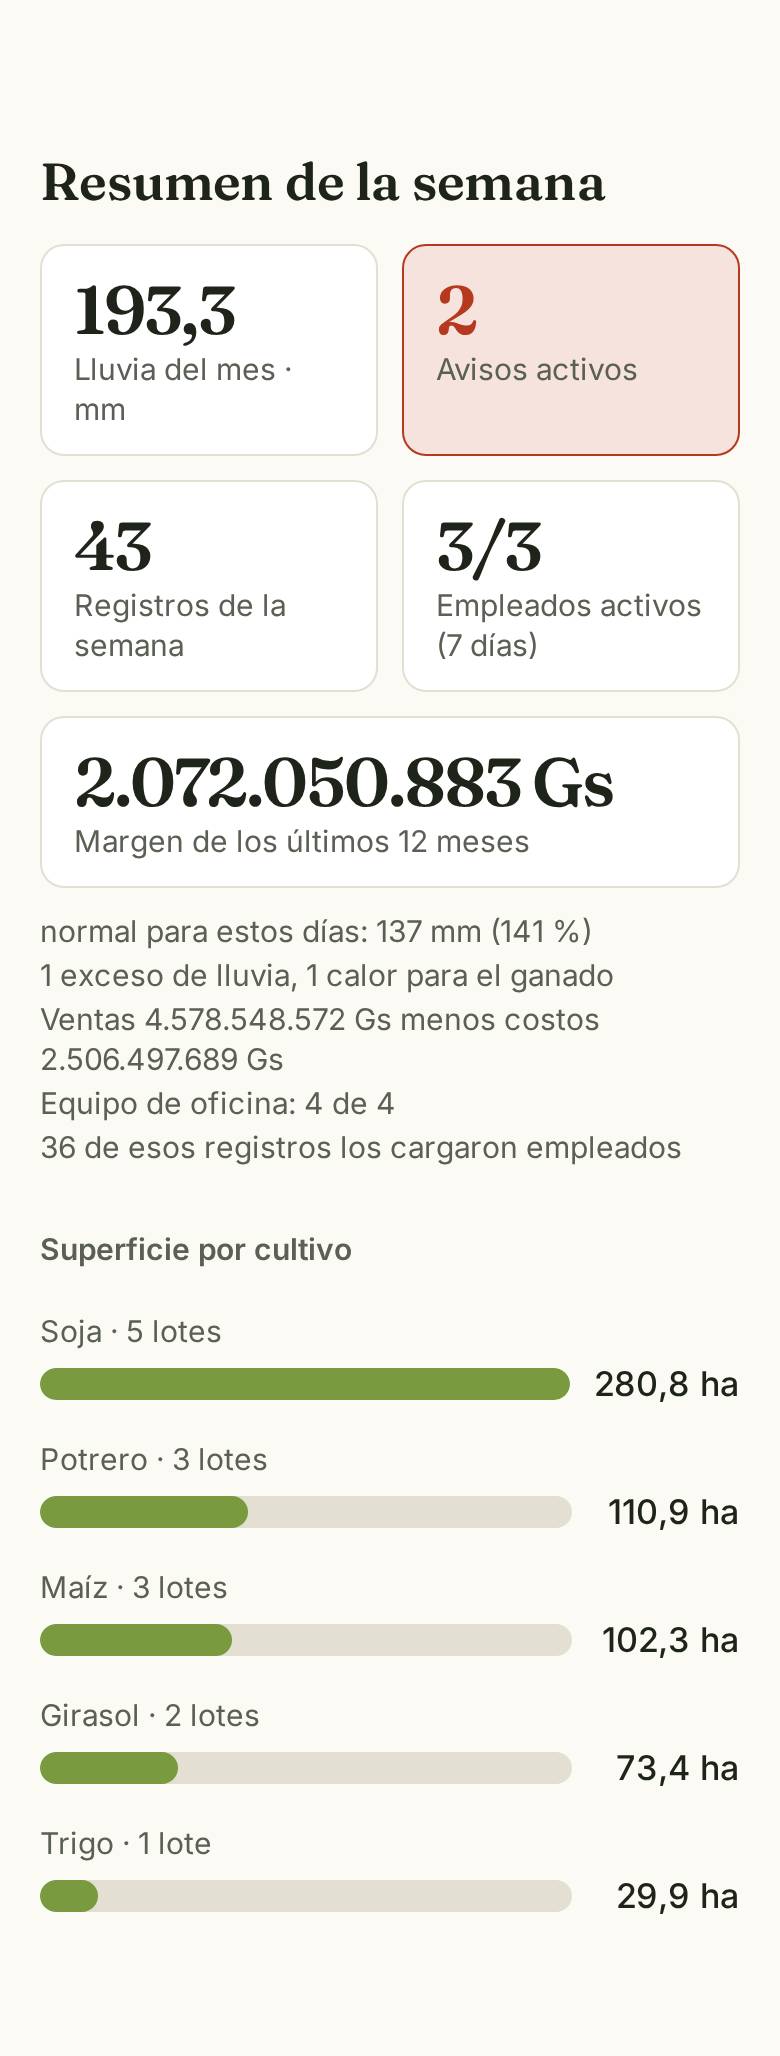 Resumen de la semana
193,3
Lluvia del mes ·
mm
2
Avisos activos
43
Registros de la
semana
3/3
Empleados activos
(7 días)
2.072.050.883 Gs
Margen de los últimos 12 meses
normal para estos días: 137 mm (141 %)
1 exceso de lluvia, 1 calor para el ganado
Ventas 4.578.548.572 Gs menos costos
2.506.497.689 Gs
Equipo de oficina: 4 de 4
36 de esos registros los cargaron empleados
Superficie por cultivo
Soja · 5 lotes
280,8 ha
Potrero · 3 lotes
110,9 ha
Maíz · 3 lotes
102,3 ha
Girasol · 2 lotes
73,4 ha
Trigo · 1 lote
29,9 ha